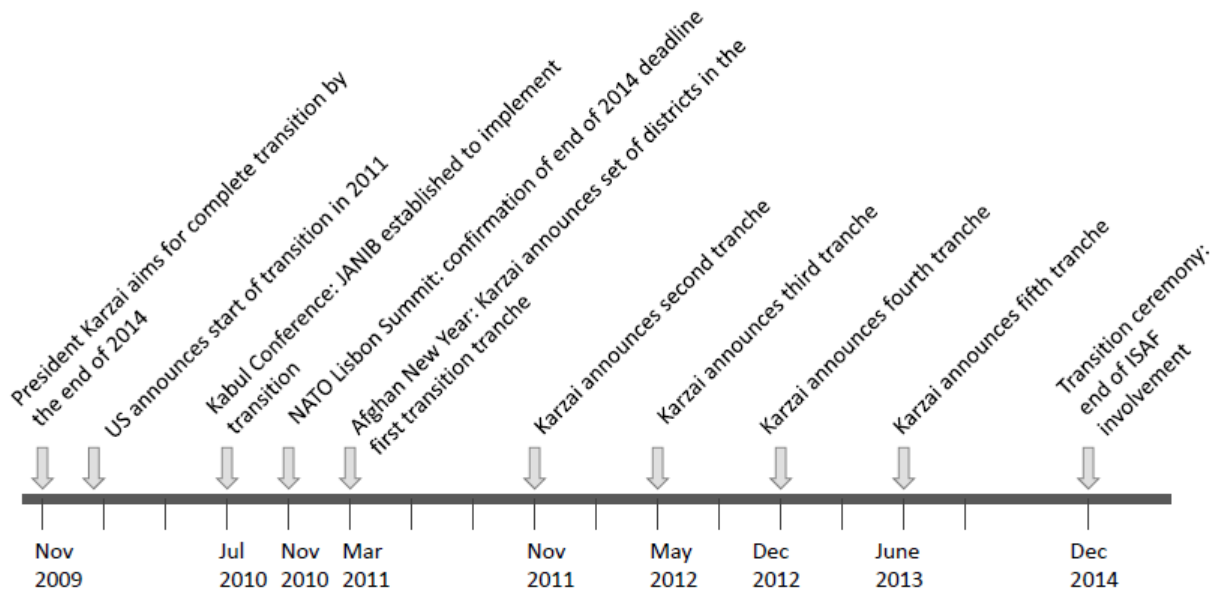 President Karzai aims for complete transition by
the end of 2014
US announces start of transition in 2011
Kabul Conference: JANIB established to implement
transition
NATO Lisbon Summit: confirmation of end of 2014 deadline
Afghan New Year: Karzai announces set of districts in the
first transition tranche
Karzai announces second tranche
Karzai announces third tranche
Karzai announces fourth tranche
Karzai announces fifth tranche
Transition ceremony:
end of ISAF
involvement
Nov
2009
Jul
2010
Nov
2010
Mar
2011
Nov
2011
May
2012
Dec
2012
June
2013
Dec
2014